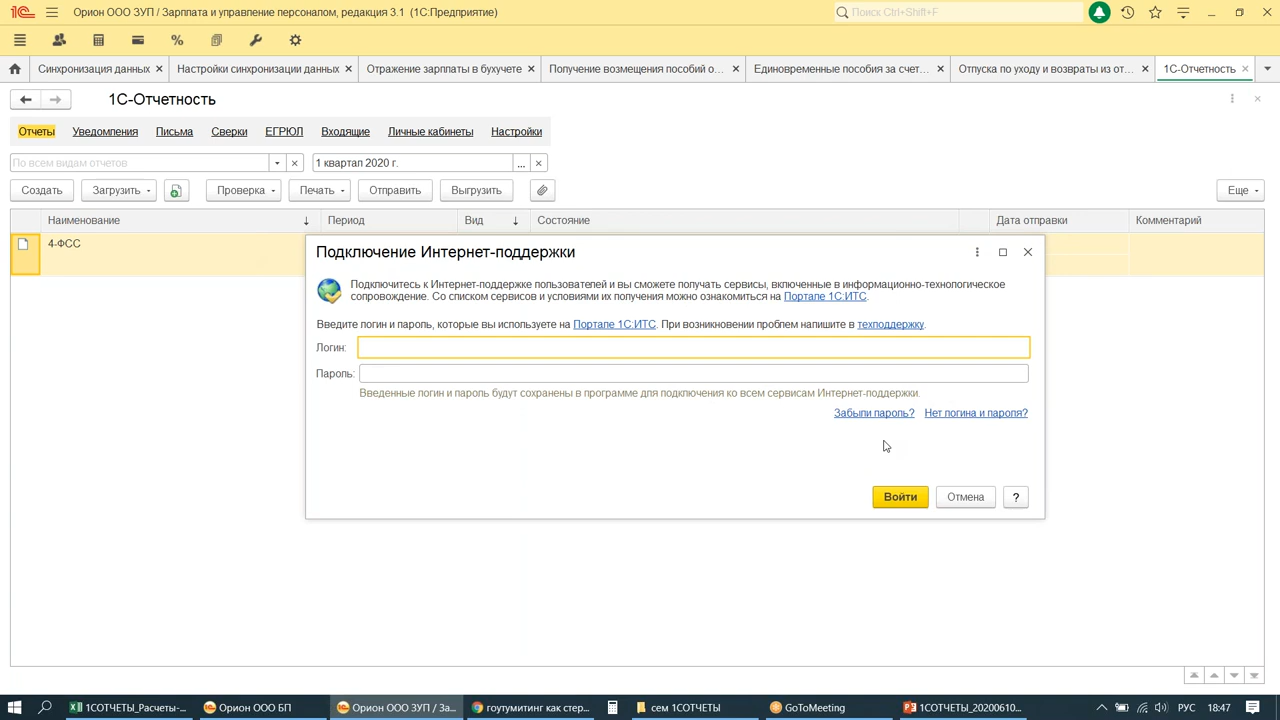 Орион ООО ЗУП / Зарплата и управление персоналом, редакция 3.1 (1С:Предприятие)
Поиск Ctrl+Shift+F
Синхронизация данных
Настройки синхронизации данных
Отражение зарплаты в бухучете
Получение возмещения пособий о...
Единовременные пособия за счет...
Отпуска по уходу и возвраты из от...
1С-Отчетность
1С-Отчетность
Отчеты Уведомления Письма Сверки ЕГРЮЛ Входящие Личные кабинеты Настройки
По всем видам отчетов
1 квартал 2020 г.
...
Создать Загрузить Проверка Печать Отправить Выгрузить Еще
Наименование Период Вид Состояние Дата отправки Комментарий
4-ФСС
Подключение Интернет-поддержки
Подключитесь к Интернет-поддержке пользователей и вы сможете получать сервисы, включенные в информационно-технологическое
сопровождение. Со списком сервисов и условиями их получения можно ознакомиться на Портале 1С:ИТС.
Введите логин и пароль, которые вы используете на Портале 1С:ИТС. При возникновении проблем напишите в техподдержку.
Логин:
Пароль:
Введенные логин и пароль будут сохранены в программе для подключения ко всем сервисам Интернет-поддержки.
Забыли пароль? Нет логина и пароля?
Войти Отмена ?
1СОТЧЕТЫ_Расчеты-...
Орион ООО БП
Орион ООО ЗУП / За...
гоутумитинг как стер...
сем 1СОТЧЕТЫ
GoToMeeting
1СОТЧЕТЫ_20200610...
РУС
18:47